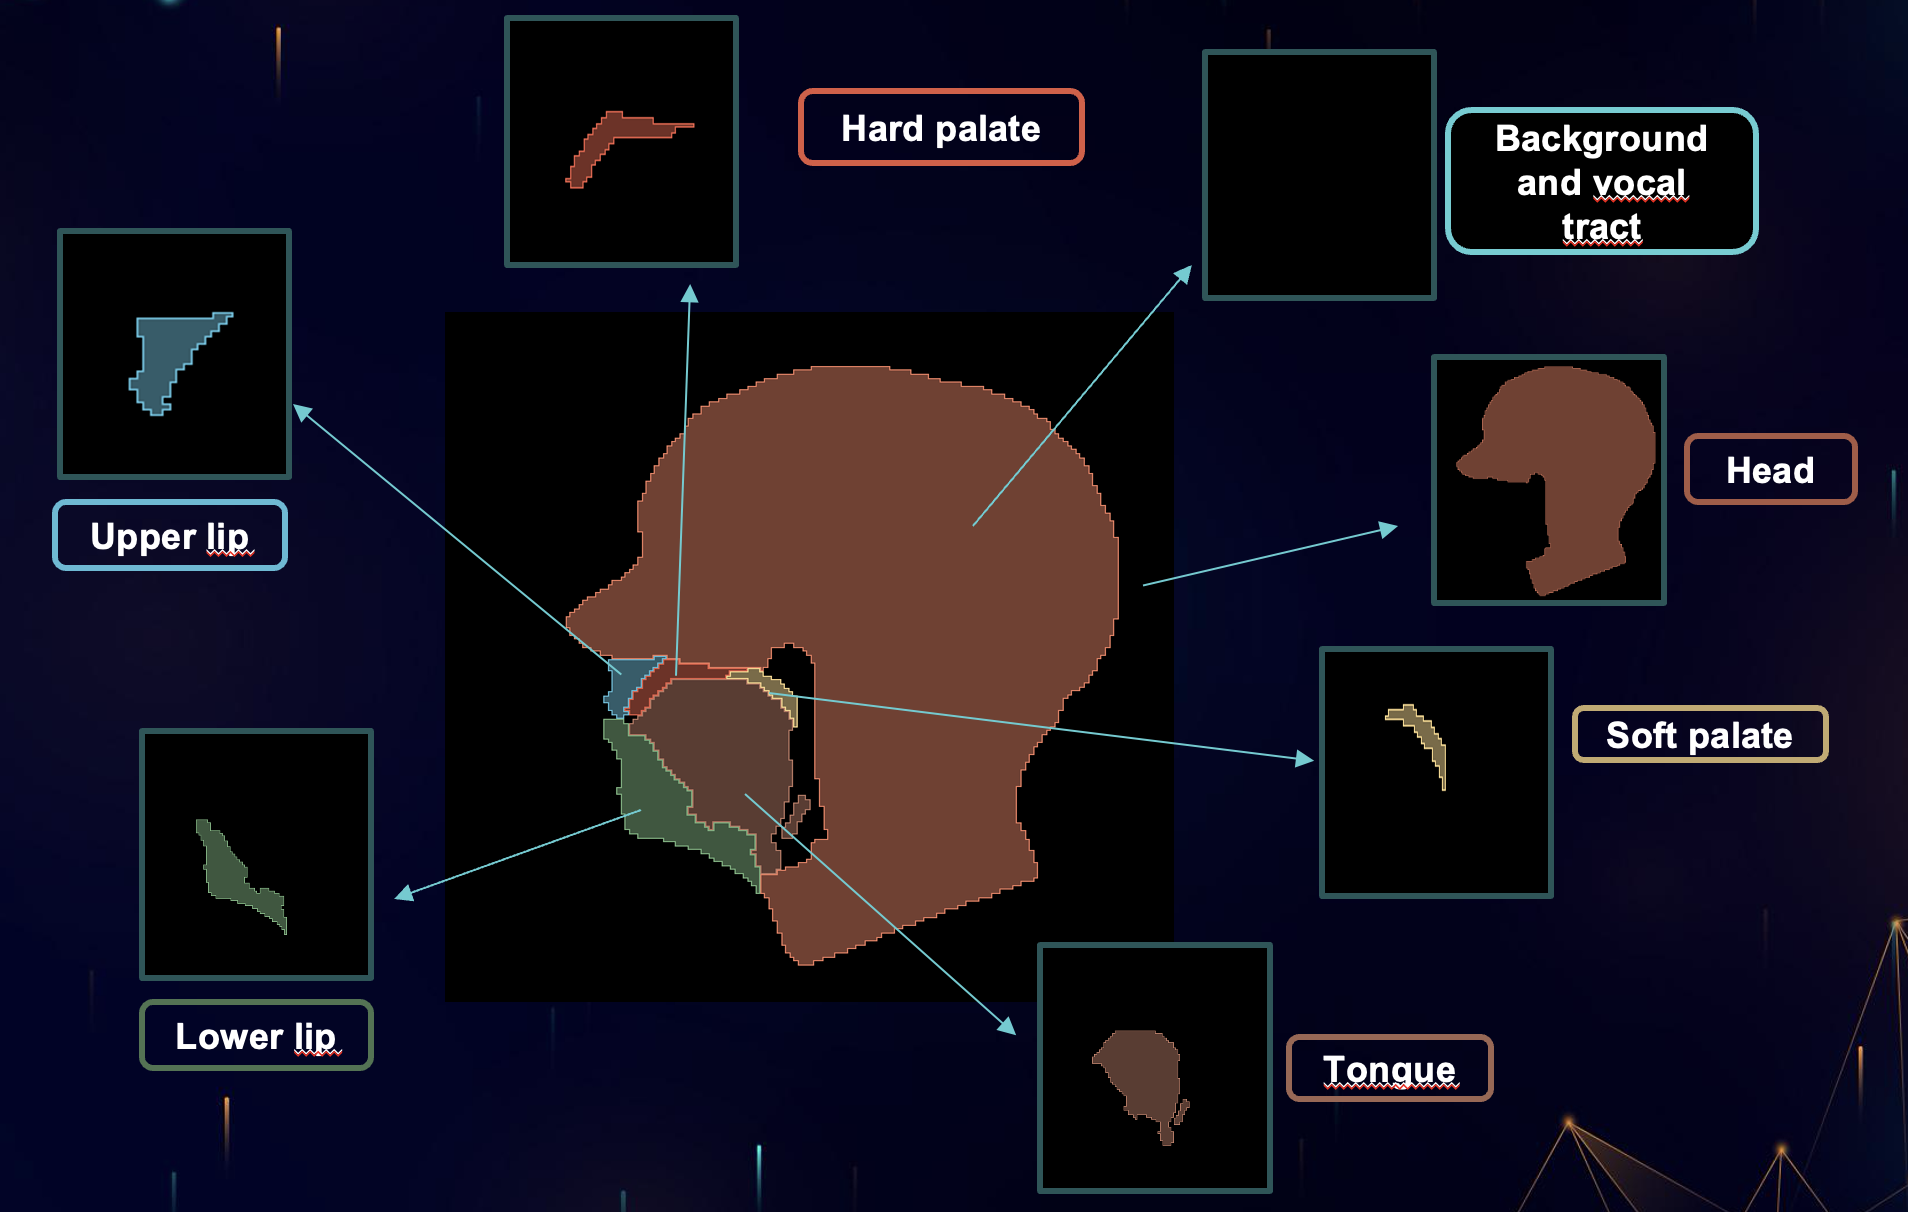 Hard palate
Background
and vocal
tract
Upper lip
Head
Soft palate
Lower lip
Tongue